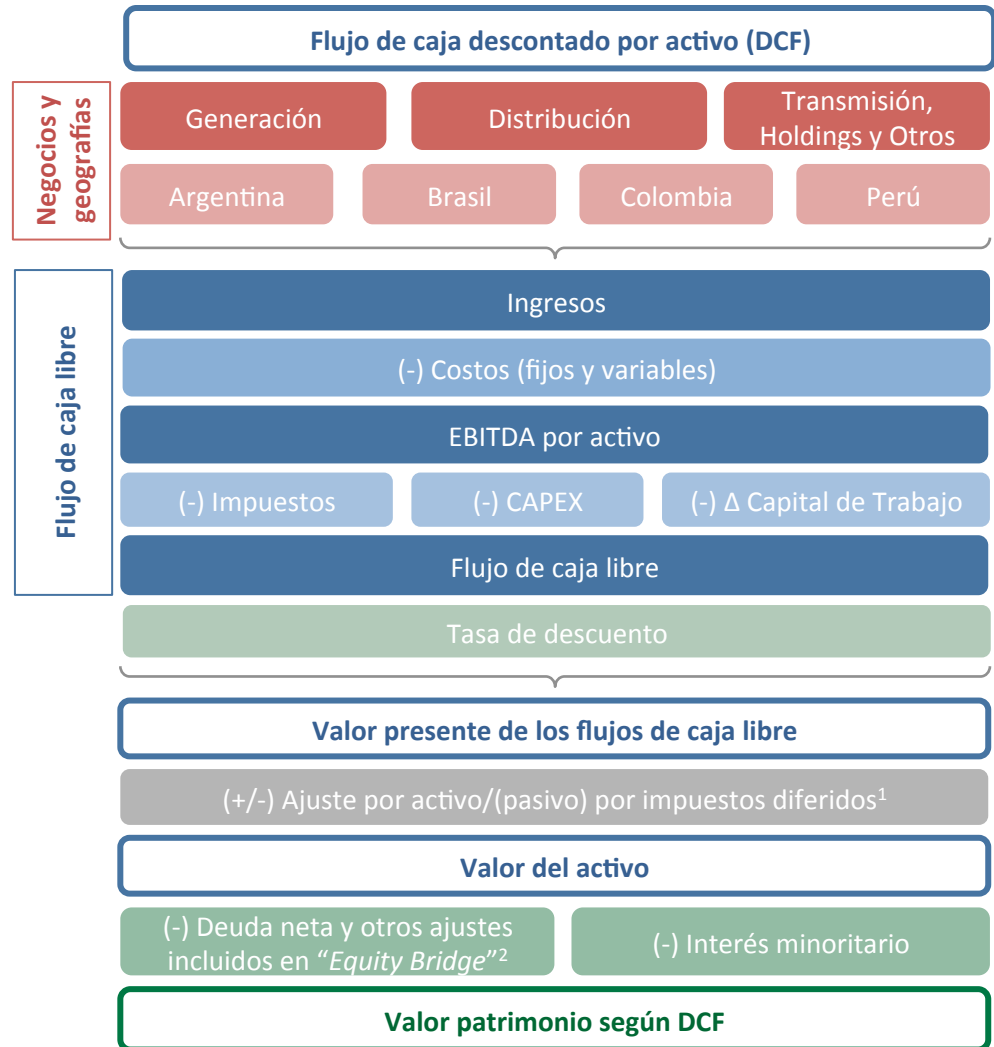 Flujo de caja descontado por activo (DCF)
Negocios y
geografías
Generación
Distribución
Transmisión,
Holdings y Otros
Argentina
Brasil
Colombia
Perú
Flujo de caja libre
Ingresos
(-) Costos (fijos y variables)
EBITDA por activo
(-) Impuestos
(-) CAPEX
(-) Δ Capital de Trabajo
Flujo de caja libre
Tasa de descuento
Valor presente de los flujos de caja libre
(+/-) Ajuste por activo/(pasivo) por impuestos diferidos¹
Valor del activo
(-) Deuda neta y otros ajustes
incluidos en “Equity Bridge”²
(-) Interés minoritario
Valor patrimonio según DCF